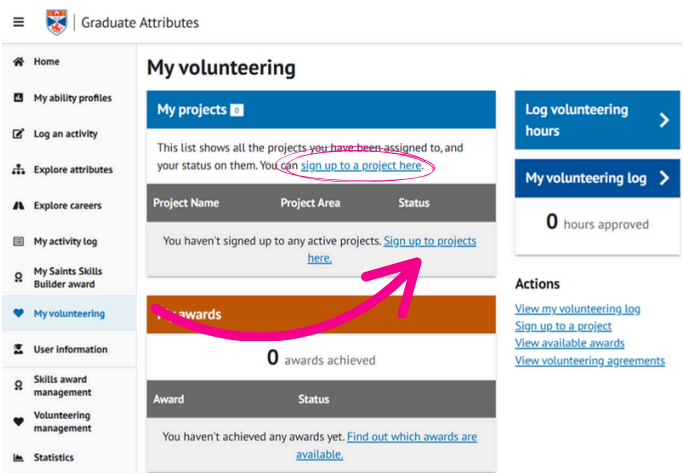 Graduate Attributes
Home
My ability profiles
Log an activity
Explore attributes
Explore careers
My activity log
My Saints Skills
Builder award
My volunteering
User information
Skills award
management
Volunteering
management
Statistics
My volunteering
My projects 0
This list shows all the projects you have been assigned to, and
your status on them. You can sign up to a project here.
Project Name Project Area Status
You haven't signed up to any active projects. Sign up to projects
here.
My awards
0 awards achieved
Award Status
You haven't achieved any awards yet. Find out which awards are
available.
Log volunteering
hours
My volunteering log
0 hours approved
Actions
View my volunteering log
Sign up to a project
View available awards
View volunteering agreements